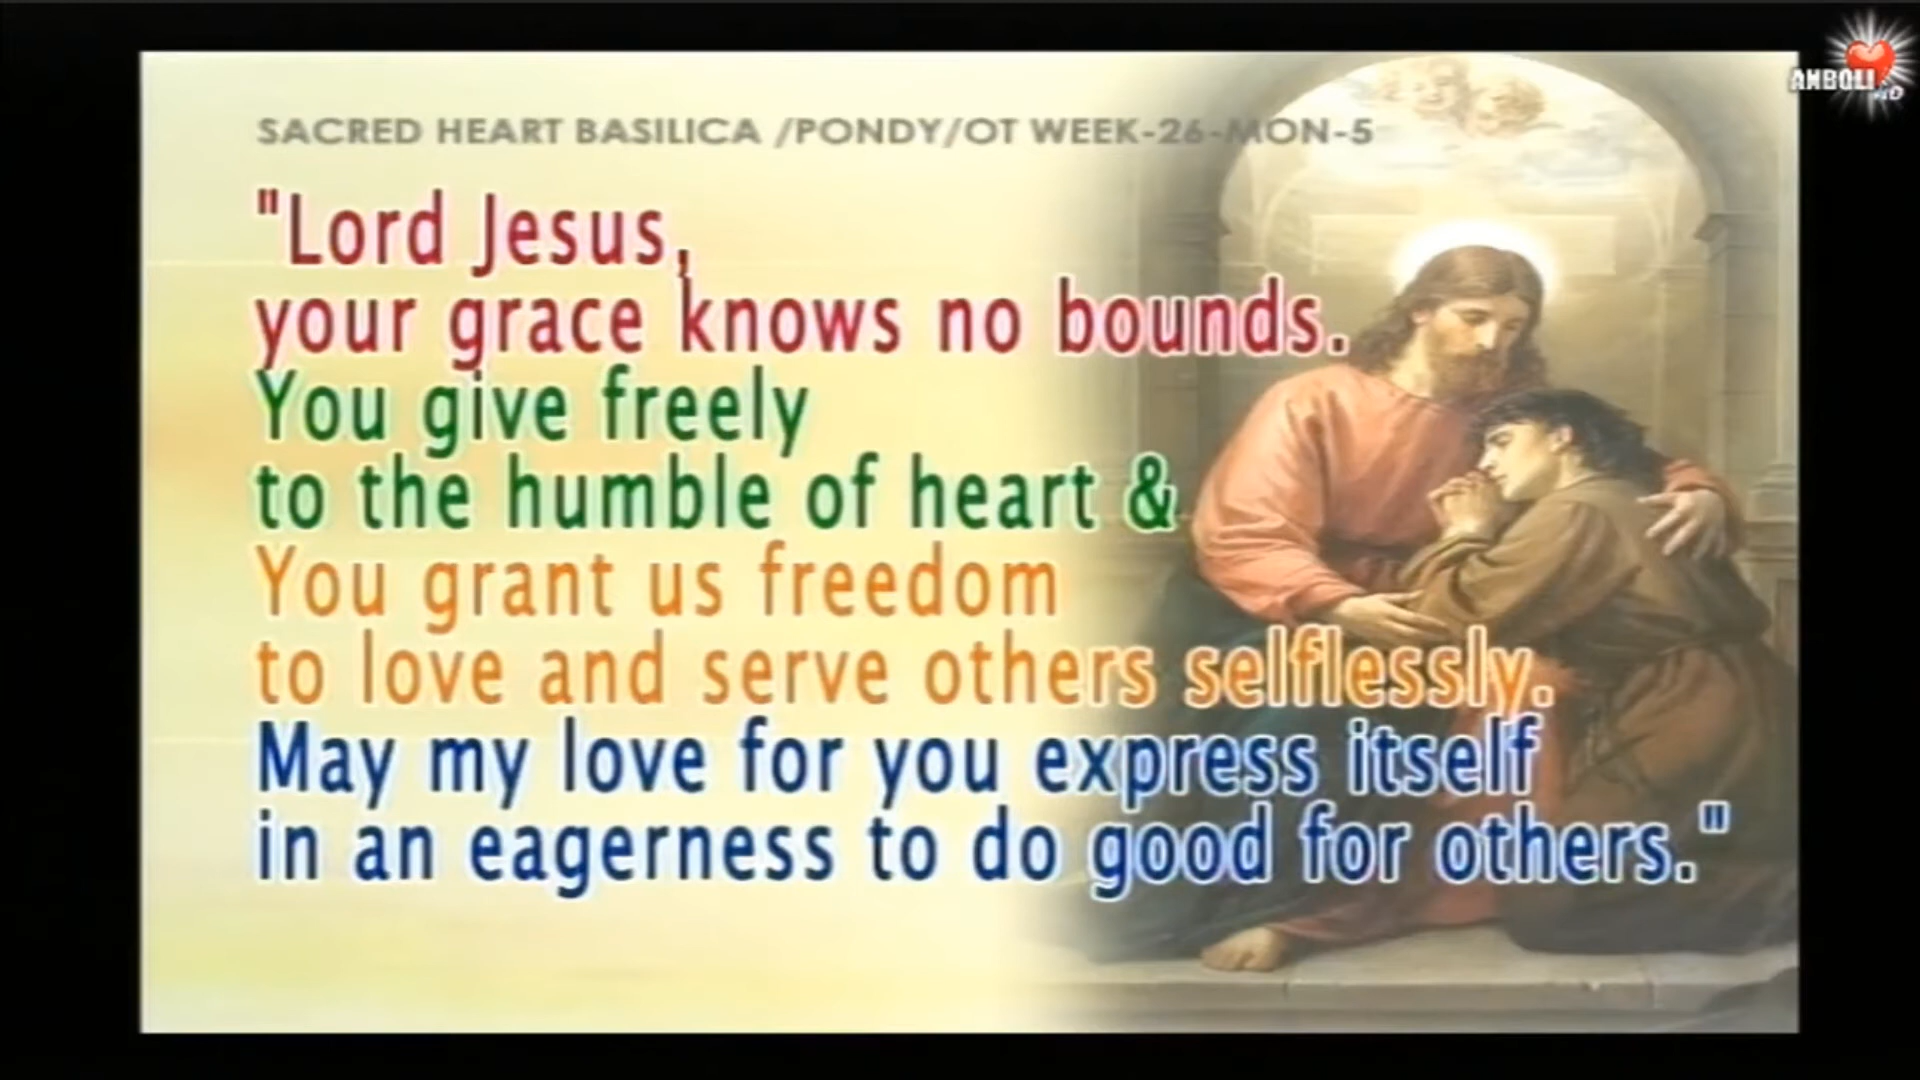 ANBOLI
HD
SACRED HEART BASILICA /PONDY/OT WEEK-26-MON-5
"Lord Jesus,
your grace knows no bounds.
You give freely
to the humble of heart &
You grant us freedom
to love and serve others selflessly.
May my love for you express itself
in an eagerness to do good for others."